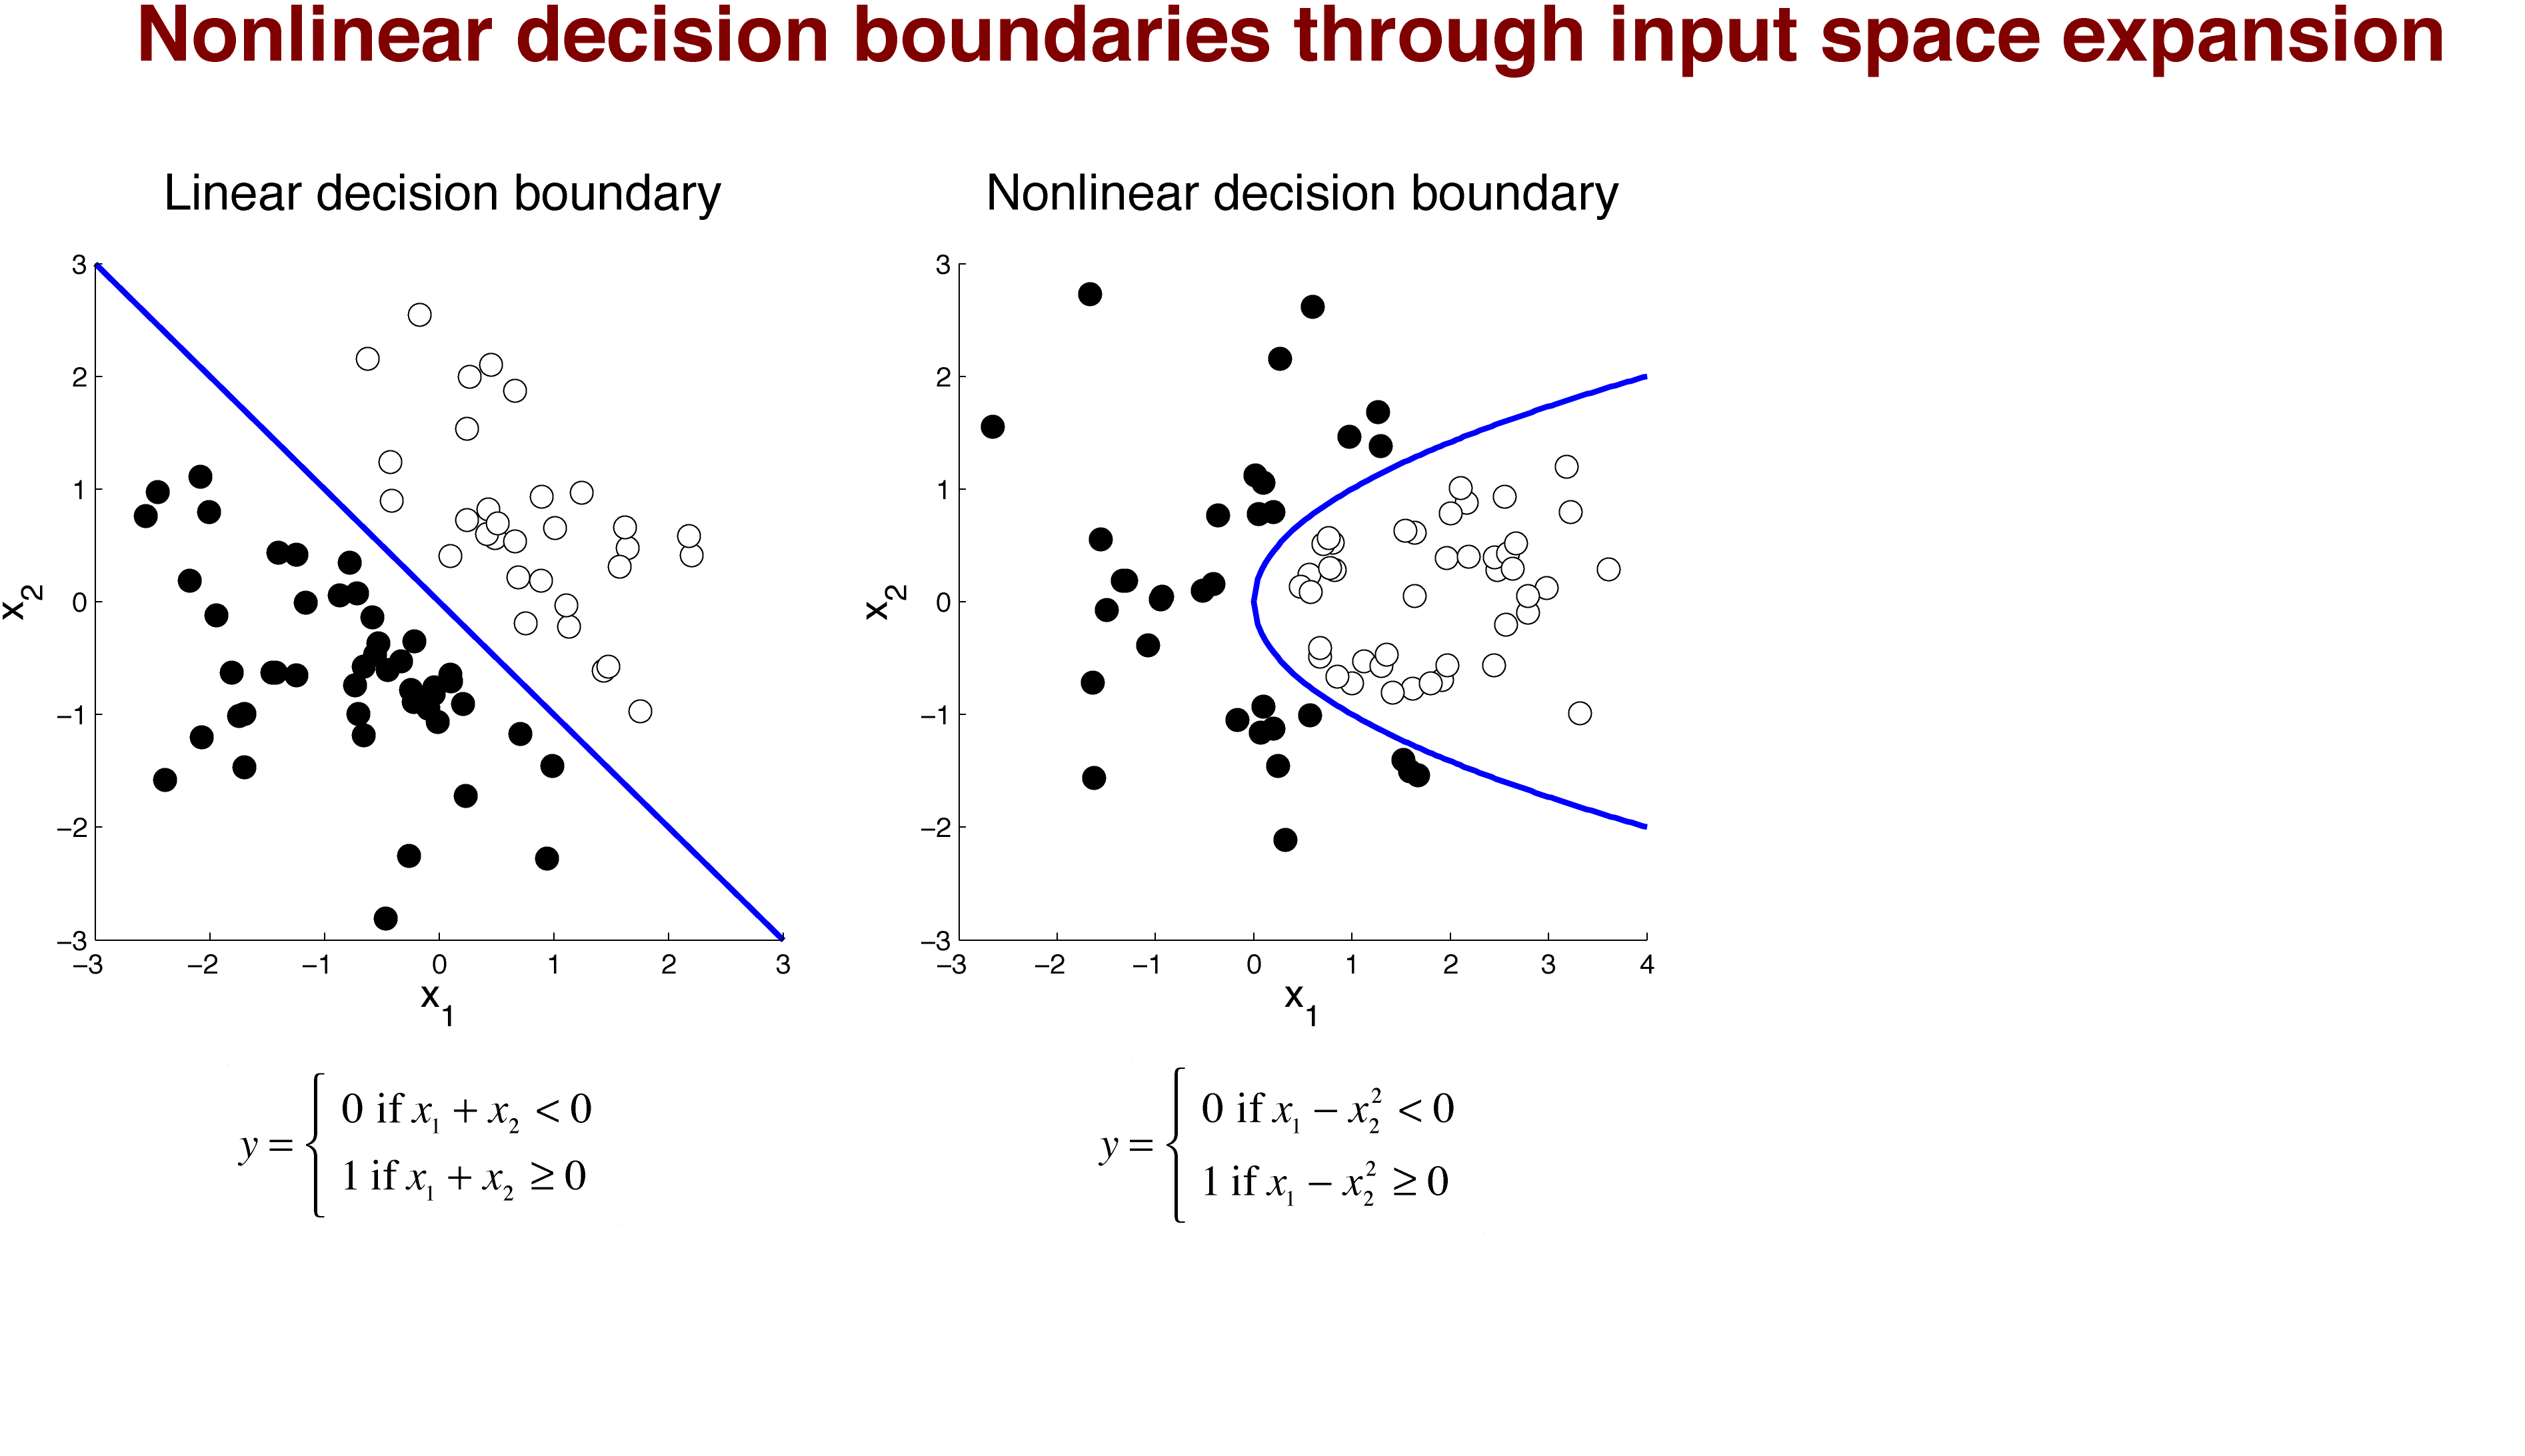 Nonlinear decision boundaries through input space expansion
Linear decision boundary
3
2
1
0
−1
−2
−3
x2
−3 −2 −1 0 1 2 3
x1
y = { 0 if x1 + x2 < 0
1 if x1 + x2 ≥ 0
Nonlinear decision boundary
3
2
1
0
−1
−2
−3
x2
−3 −2 −1 0 1 2 3 4
x1
y = { 0 if x1 − x2² < 0
1 if x1 − x2² ≥ 0